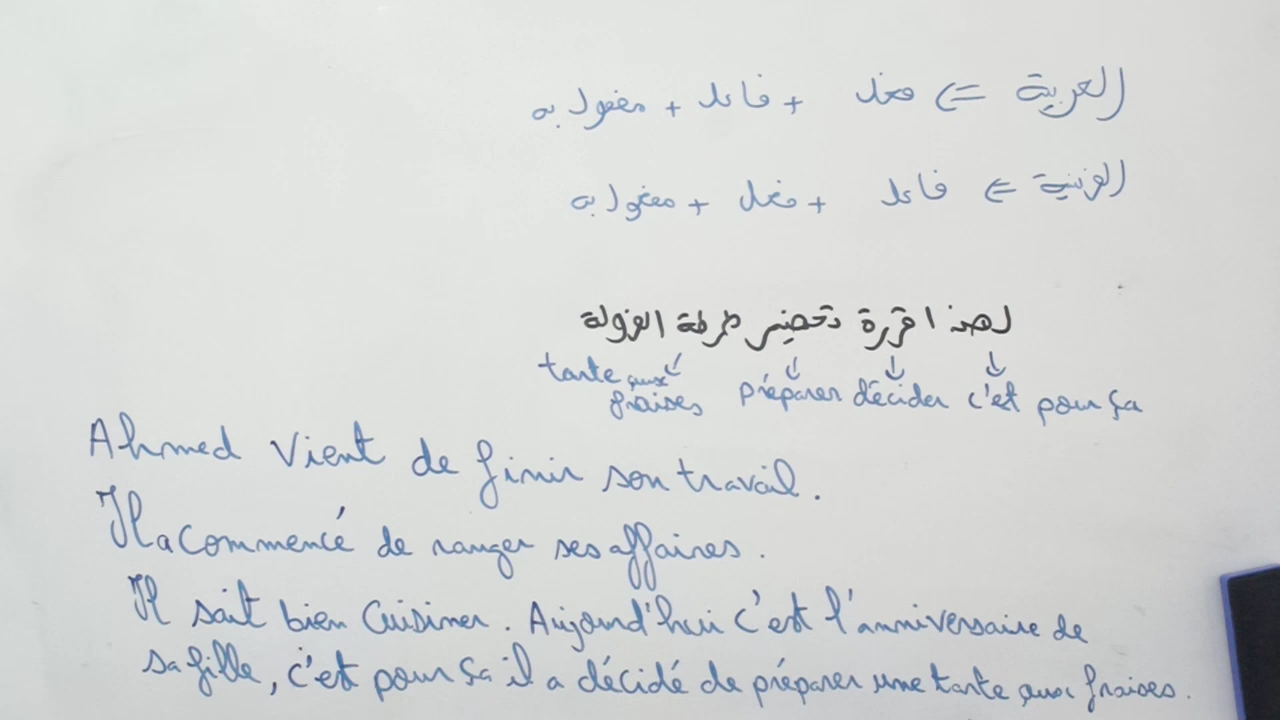 العربية <= فعل + فاعل + مفعول به
الفرنسية <= فاعل + فعل + مفعول به
لهذا قررة تحضير طرطة الفزولة
tarte aux fraises préparer décider c'est pour ça
Ahmed Vient de finir son travail.
Il a commencé de ranger ses affaires.
Il sait bien Cuisiner. Aujourd'hui c'est l'anniversaire de
sa fille, c'est pour ça il a décidé de préparer une tarte aux fraises.